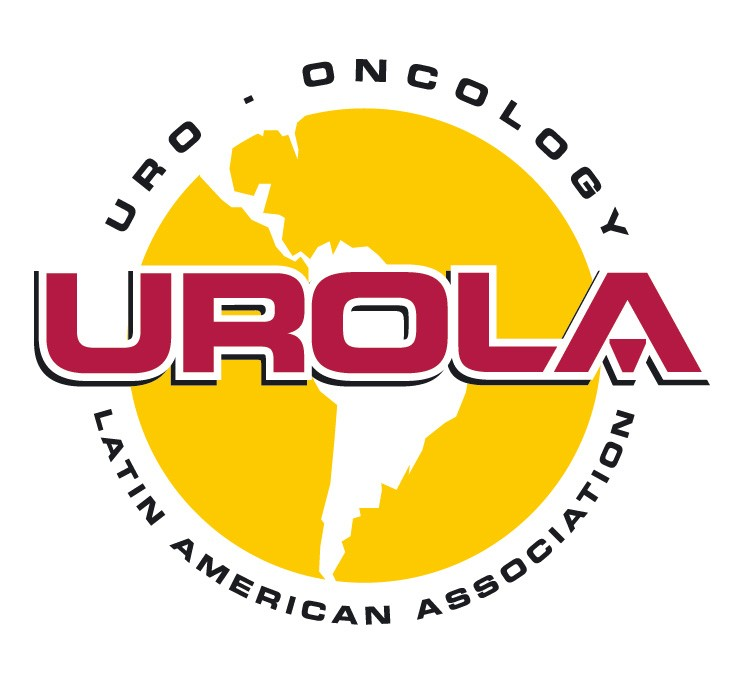 URO - ONCOLOGY
UROLA
LATIN AMERICAN ASSOCIATION